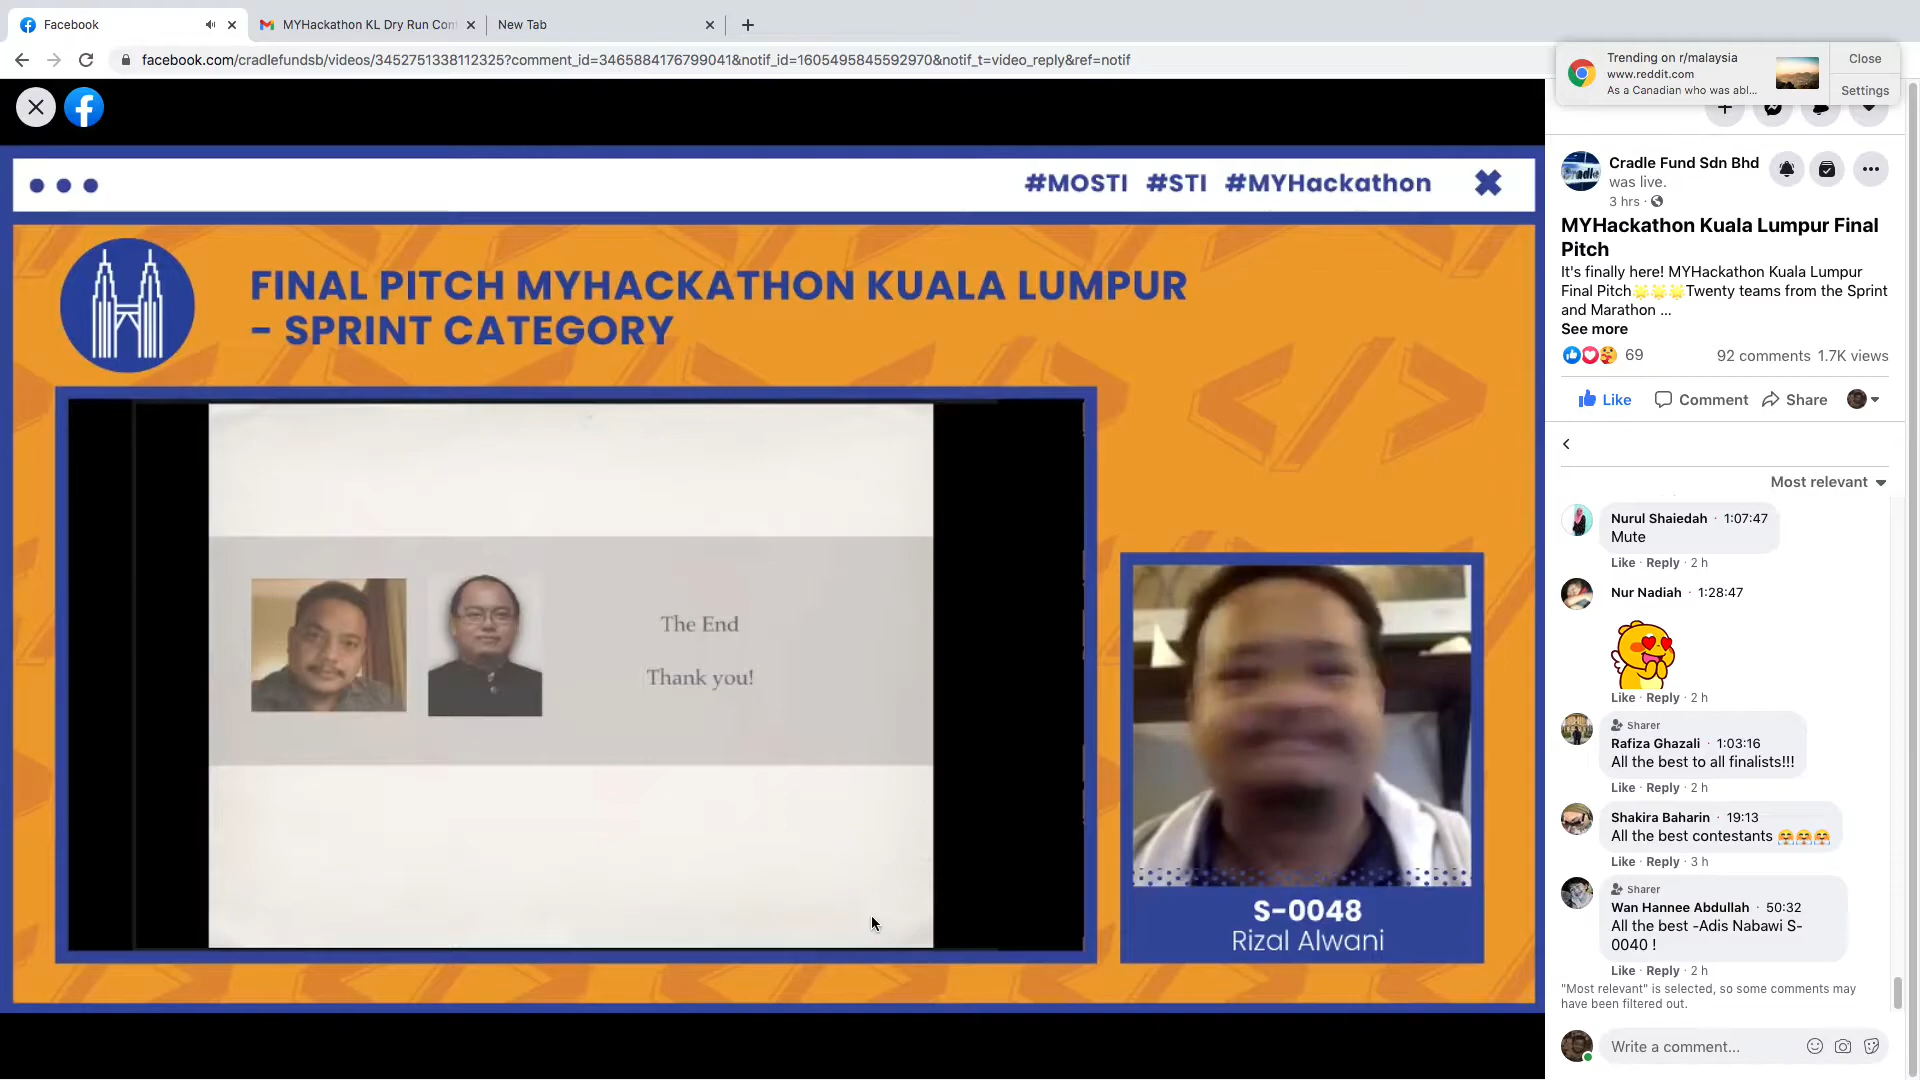 Facebook
MYHackathon KL Dry Run Con
New Tab
facebook.com/cradlefundsb/videos/3452751338112325?comment_id=3465884176799041&notif_id=1605495845592970&notif_t=video_reply&ref=notif
Trending on r/malaysia
www.reddit.com
As a Canadian who was abl...
Close
Settings
#MOSTI #STI #MYHackathon
FINAL PITCH MYHACKATHON KUALA LUMPUR
- SPRINT CATEGORY
The End
Thank you!
S-0048
Rizal Alwani
Cradle Fund Sdn Bhd
was live.
3 hrs ·
MYHackathon Kuala Lumpur Final
Pitch
It's finally here! MYHackathon Kuala Lumpur
Final Pitch🌟🌟🌟Twenty teams from the Sprint
and Marathon ...
See more
69
92 comments 1.7K views
Like Comment Share
Most relevant
Nurul Shaiedah · 1:07:47
Mute
Like · Reply · 2 h
Nur Nadiah · 1:28:47
Like · Reply · 2 h
Sharer
Rafiza Ghazali · 1:03:16
All the best to all finalists!!!
Like · Reply · 2 h
Shakira Baharin · 19:13
All the best contestants 🤗🤗🤗
Like · Reply · 3 h
Sharer
Wan Hannee Abdullah · 50:32
All the best -Adis Nabawi S-
0040 !
Like · Reply · 2 h
"Most relevant" is selected, so some comments may
have been filtered out.
Write a comment...